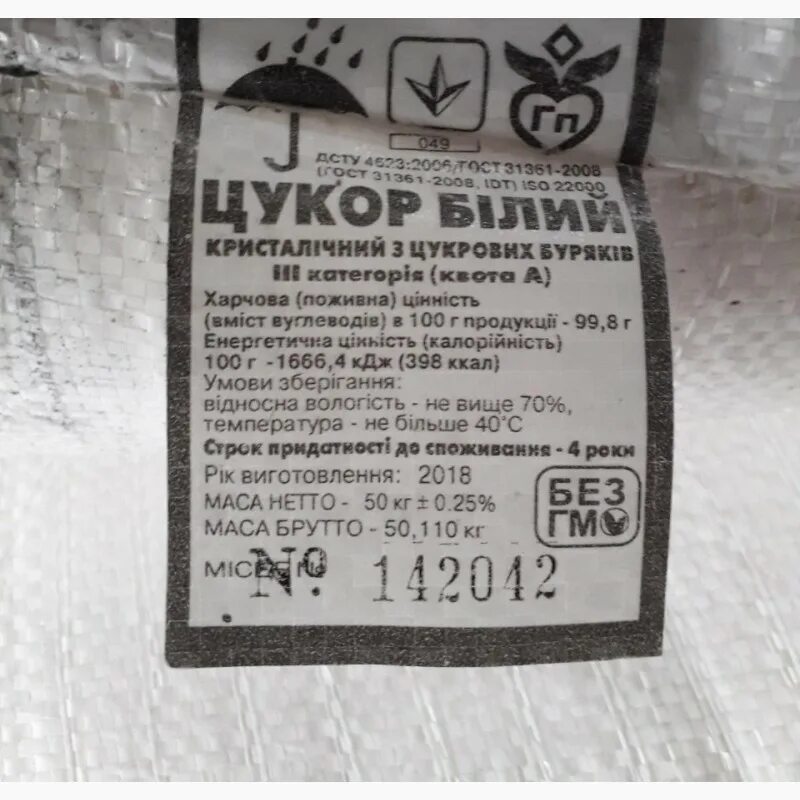 Гп
049
ДСТУ 4623:2006/ГОСТ 31361-2008
(ГОСТ 31361-2008, IDT) ISO 22000
ЦУКОР БІЛИЙ
КРИСТАЛІЧНИЙ З ЦУКРОВИХ БУРЯКІВ
III категорія (квота А)
Харчова (поживна) цінність
(вміст вуглеводів) в 100 г продукції - 99,8 г
Енергетична цінність (калорійність)
100 г -1666,4 кДж (398 ккал)
Умови зберігання:
відносна вологість - не вище 70%,
температура - не більше 40°С
Строк придатності до споживання - 4 роки
Рік виготовлення: 2018
МАСА НЕТТО - 50 кг ± 0.25%
МАСА БРУТТО - 50,110 кг
БЕЗ
ГМО
№ 142042